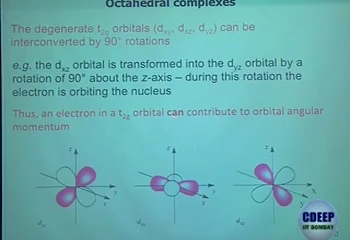 Octahedral complexes
The degenerate t2g orbitals (dxy, dxz, dyz) can be
interconverted by 90° rotations
e.g. the dxz orbital is transformed into the dyz orbital by a
rotation of 90° about the z-axis – during this rotation the
electron is orbiting the nucleus
Thus, an electron in a t2g orbital can contribute to orbital angular
momentum
z
z
z
y
x
y
x
X
y
CDEEP
IIT BOMBAY